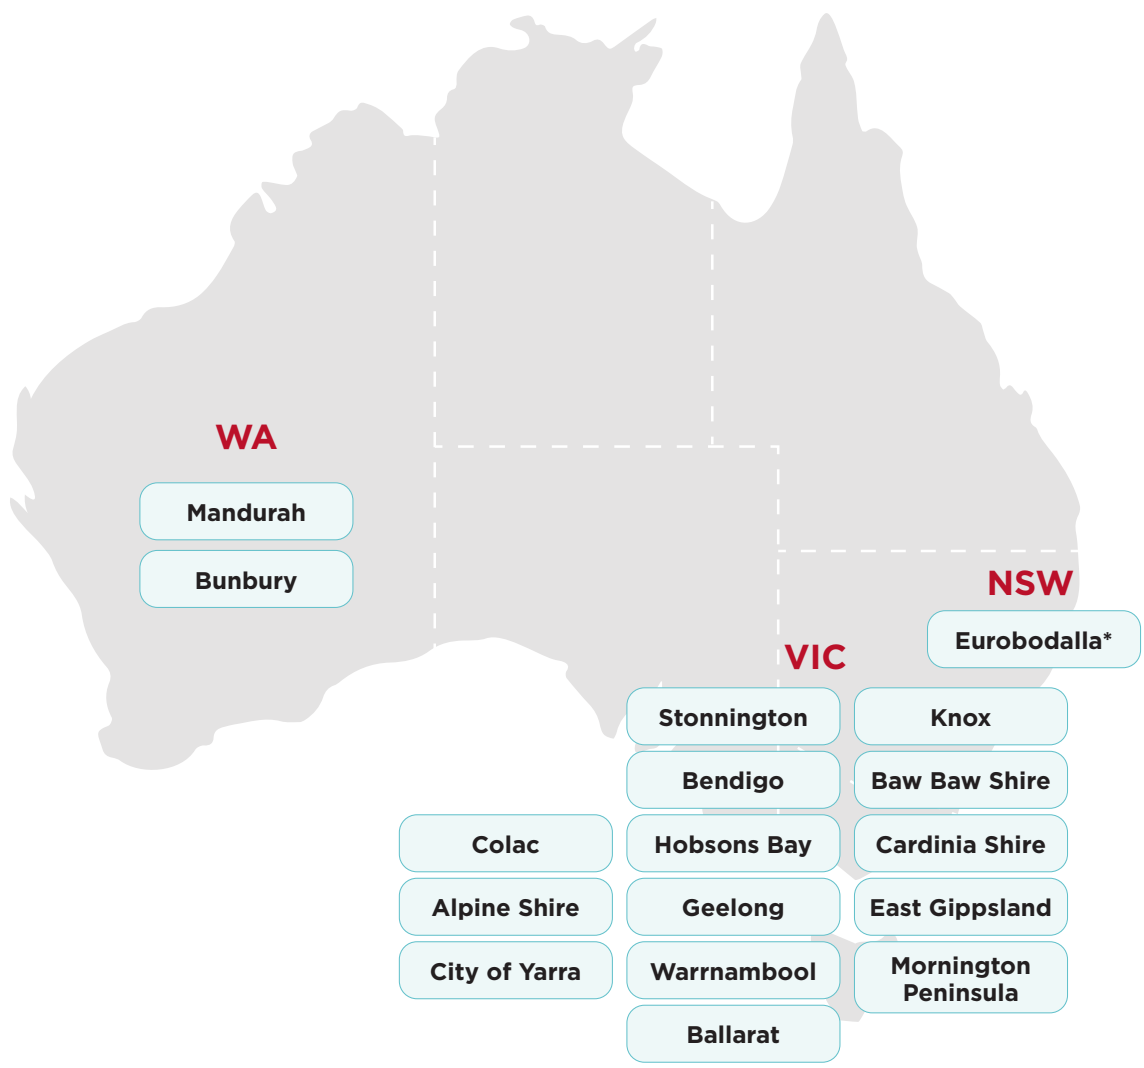 WA
Mandurah
Bunbury
NSW
Eurobodalla*
VIC
Stonnington
Knox
Bendigo
Baw Baw Shire
Colac
Hobsons Bay
Cardinia Shire
Alpine Shire
Geelong
East Gippsland
City of Yarra
Warrnambool
Mornington
Peninsula
Ballarat